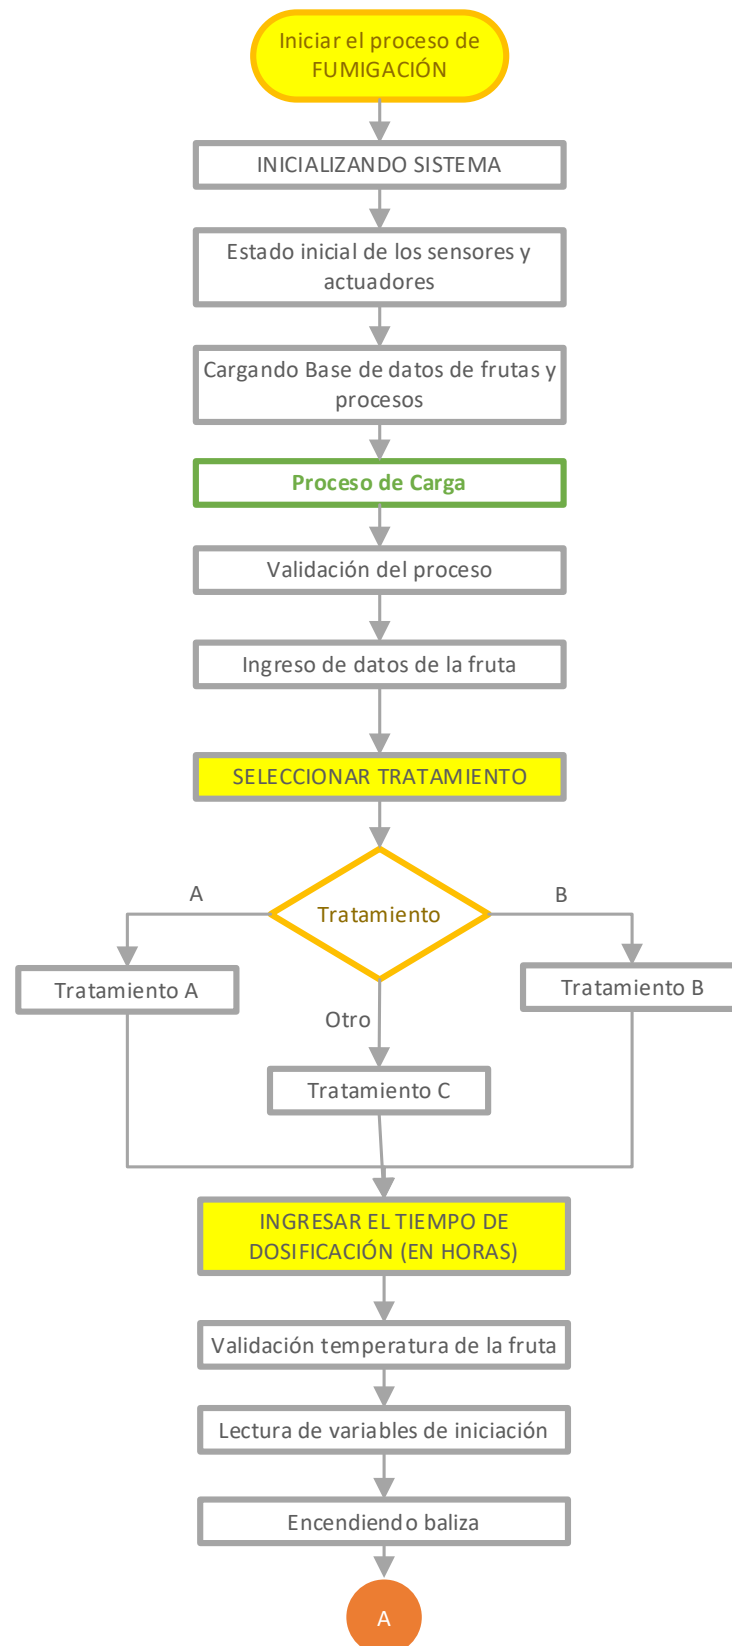 Iniciar el proceso de
FUMIGACIÓN
INICIALIZANDO SISTEMA
Estado inicial de los sensores y
actuadores
Cargando Base de datos de frutas y
procesos
Proceso de Carga
Validación del proceso
Ingreso de datos de la fruta
SELECCIONAR TRATAMIENTO
A
B
Tratamiento
Tratamiento A
Tratamiento B
Otro
Tratamiento C
INGRESAR EL TIEMPO DE
DOSIFICACIÓN (EN HORAS)
Validación temperatura de la fruta
Lectura de variables de iniciación
Encendiendo baliza
A